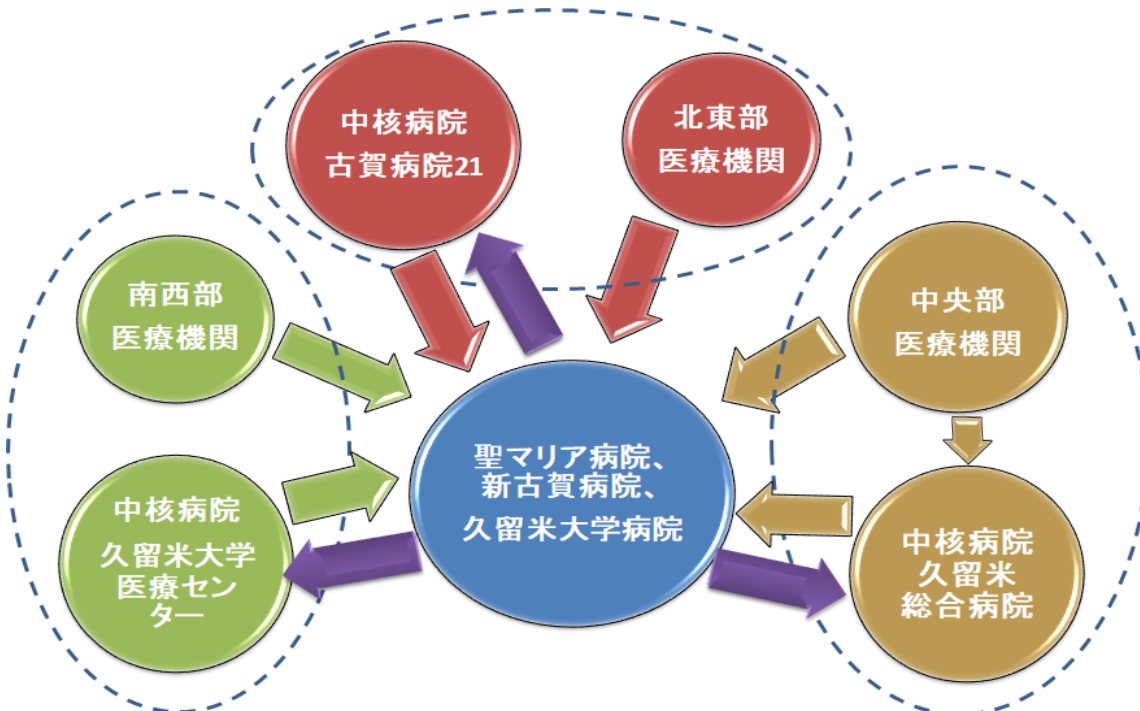 中核病院
古賀病院21
北東部
医療機関
南西部
医療機関
中央部
医療機関
聖マリア病院、
新古賀病院、
久留米大学病院
中核病院
久留米大学
医療セン
ター
中核病院
久留米
総合病院